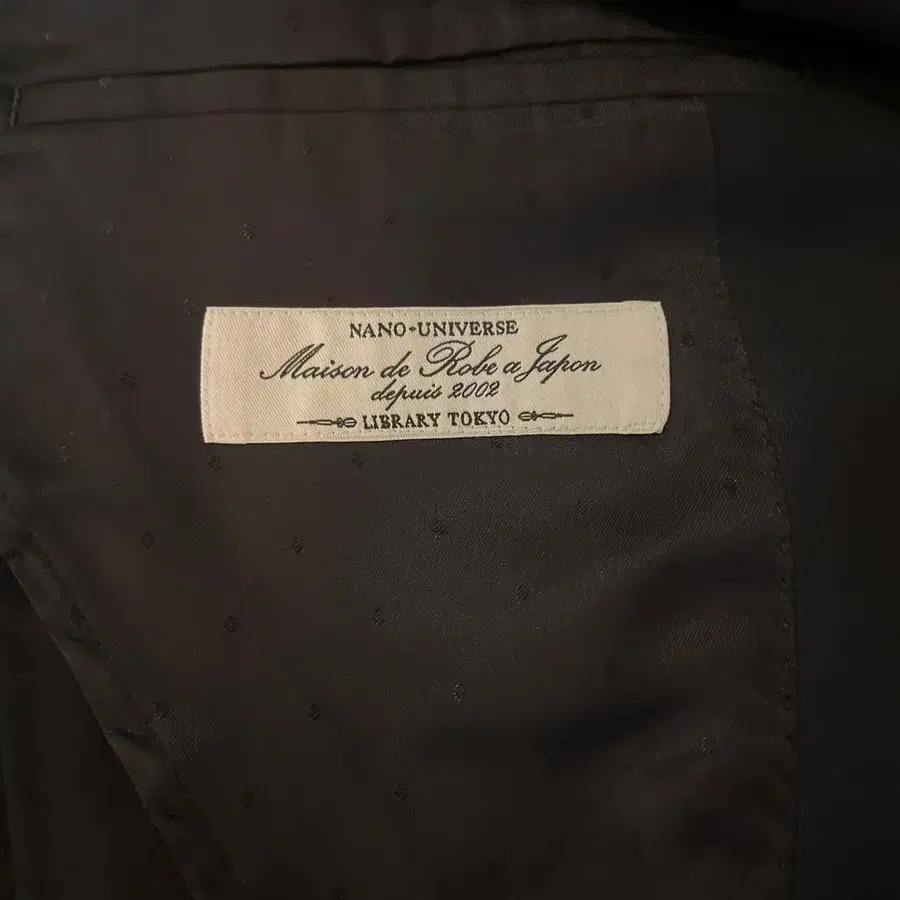 NANO•UNIVERSE
Maison de Robe a Japon
depuis 2002
LIBRARY TOKYO